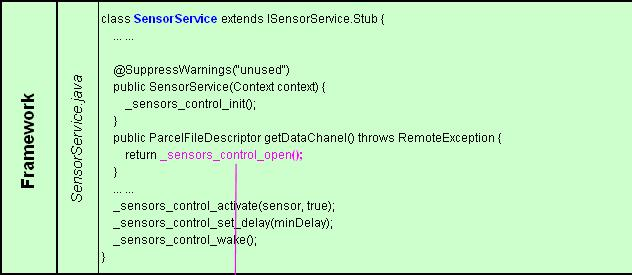 Framework
SensorService.java
class SensorService extends ISensorService.Stub {
... ...
@SuppressWarnings("unused")
public SensorService(Context context) {
_sensors_control_init();
}
public ParcelFileDescriptor getDataChanel() throws RemoteException {
return _sensors_control_open();
}
... ...
_sensors_control_activate(sensor, true);
_sensors_control_set_delay(minDelay);
_sensors_control_wake();
}